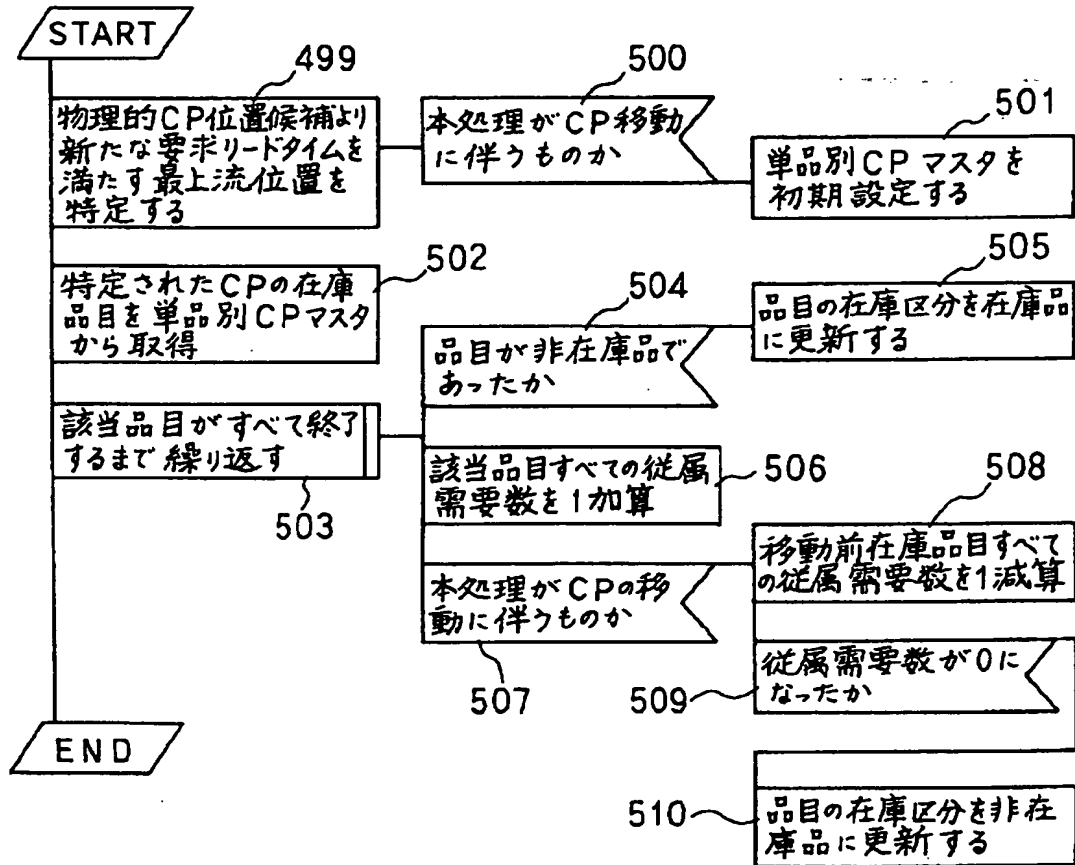 START
499
物理的CP位置候補より
新たな要求リードタイムを
満たす最上流位置を
特定する
500
本処理がCP移動
に伴うものか
501
単品別CPマスタを
初期設定する
502
特定されたCPの在庫
品目を単品別CPマスタ
から取得
503
該当品目がすべて終了
するまで繰り返す
504
品目が非在庫品で
あったか
505
品目の在庫区分を在庫品
に更新する
506
該当品目すべての従属
需要数を1加算
507
本処理がCPの移
動に伴うものか
508
移動前在庫品目すべて
の従属需要数を1減算
509
従属需要数が0に
なったか
510
品目の在庫区分を非在
庫品に更新する
END